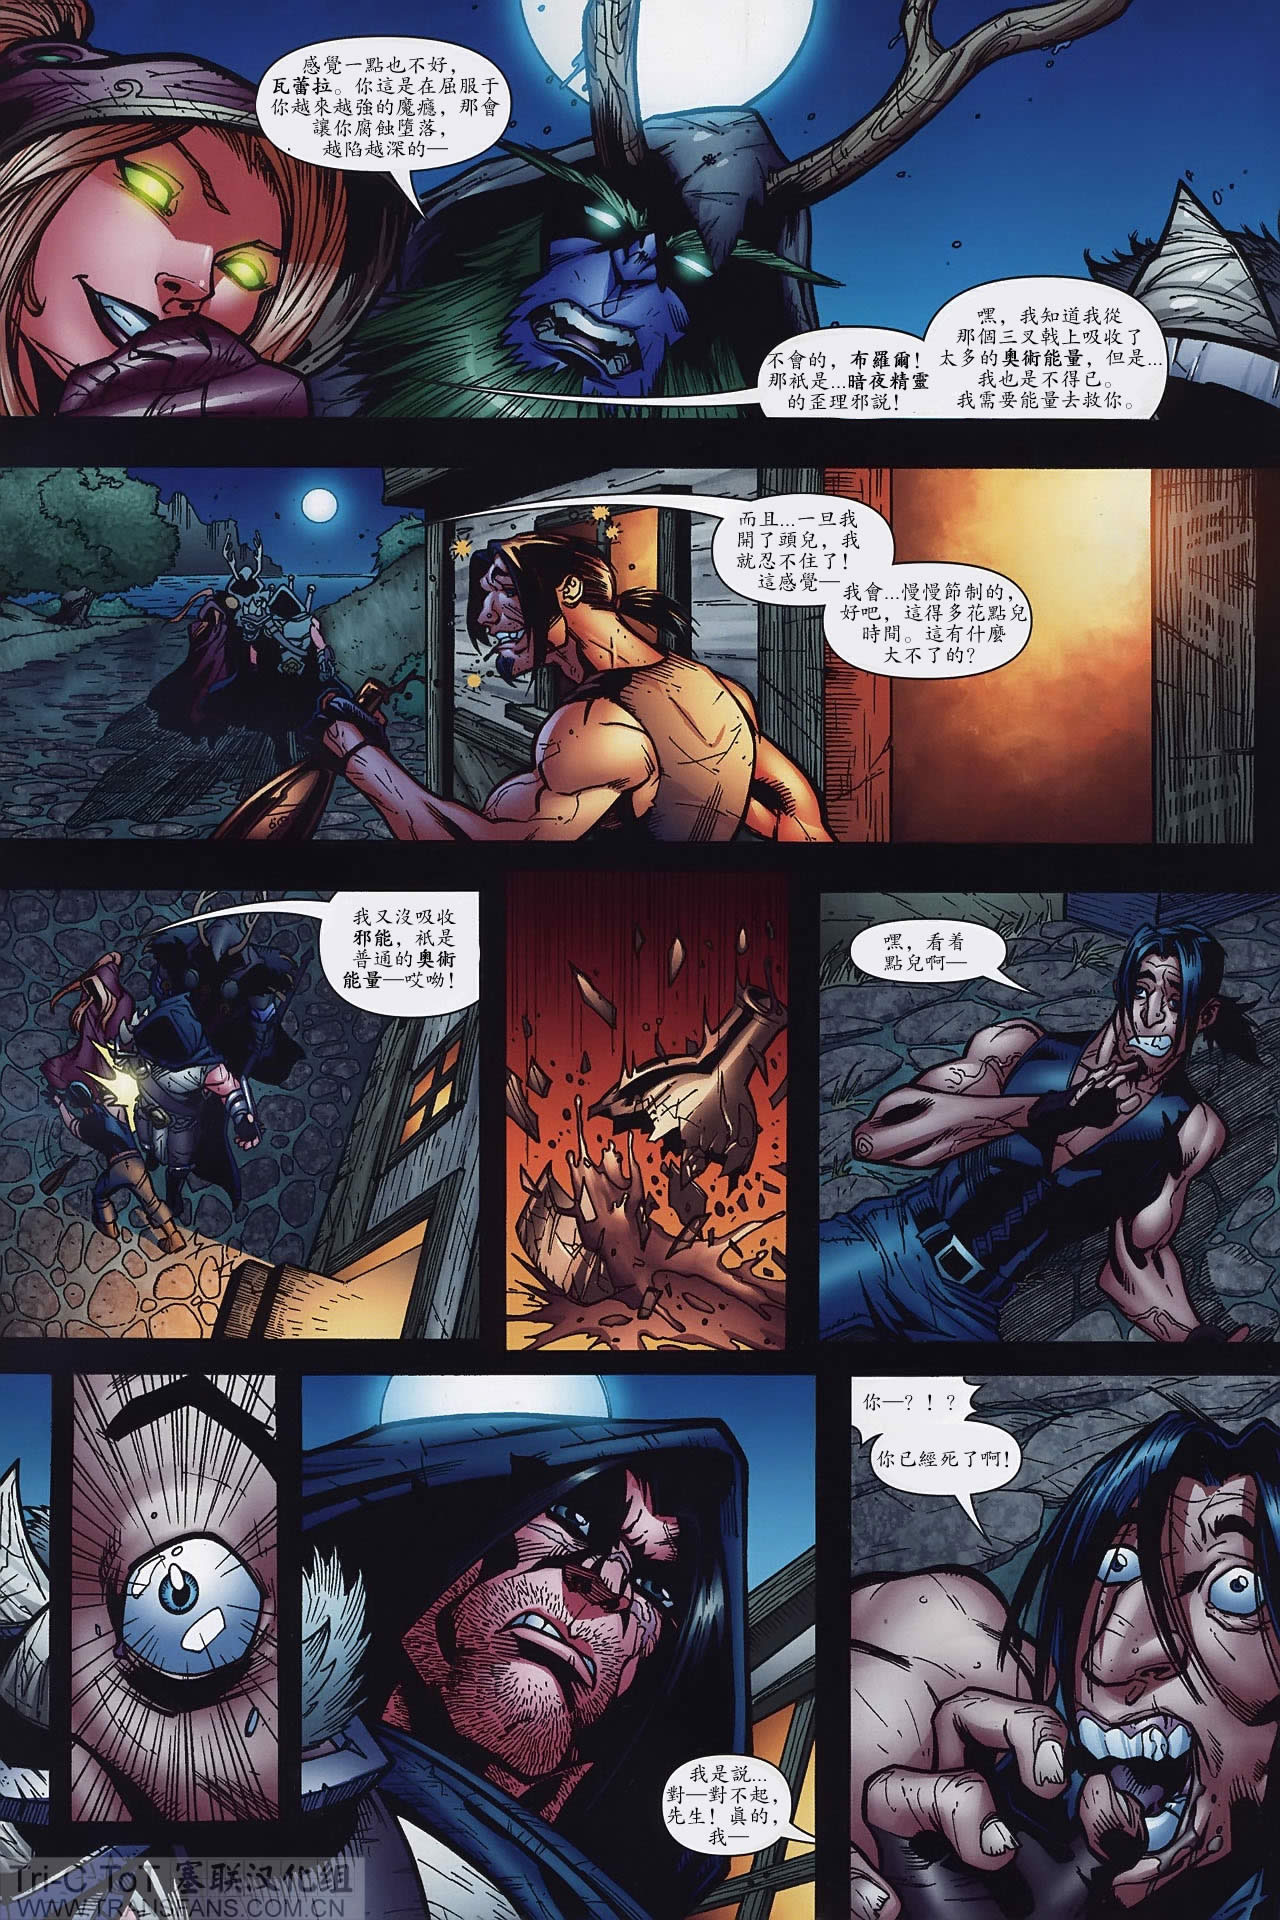 感覺一點也不好，
瓦蕾拉。你這是在屈服于
你越來越強的魔癮，那會
讓你腐蝕墮落，
越陷越深的—
不會的，布羅爾！
那祇是…暗夜精靈
的歪理邪説！
嘿，我知道我從
那個三叉戟上吸收了
太多的奧術能量，但是…
我也是不得已。
我需要能量去救你。
而且…一旦我
開了頭兒，我
就忍不住了！
這感覺—
我會…慢慢節制的，
好吧，這得多花點兒
時間。這有什麼
大不了的？
我又沒吸收
邪能，祇是
普通的奧術
能量—哎呦！
嘿，看着
點兒啊—
我是説…
對—對不起，
先生！真的，
我—
你—？！？
你已經死了啊！
Tri-C-ToT 塞联汉化组
WWW.TRANSFANS.COM.CN